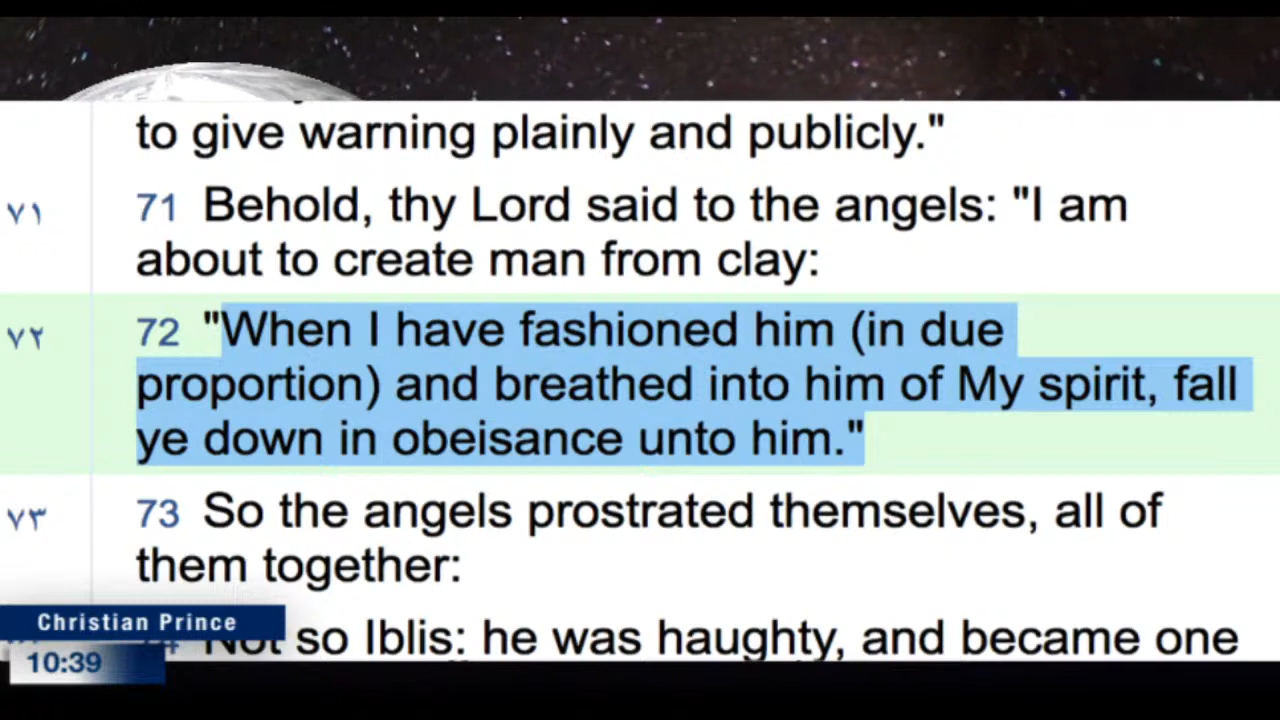 to give warning plainly and publicly."
٧١ 71 Behold, thy Lord said to the angels: "I am
about to create man from clay:
٧٢ 72 "When I have fashioned him (in due
proportion) and breathed into him of My spirit, fall
ye down in obeisance unto him."
٧٣ 73 So the angels prostrated themselves, all of
them together:
Not so Iblis: he was haughty, and became one
Christian Prince
10:39